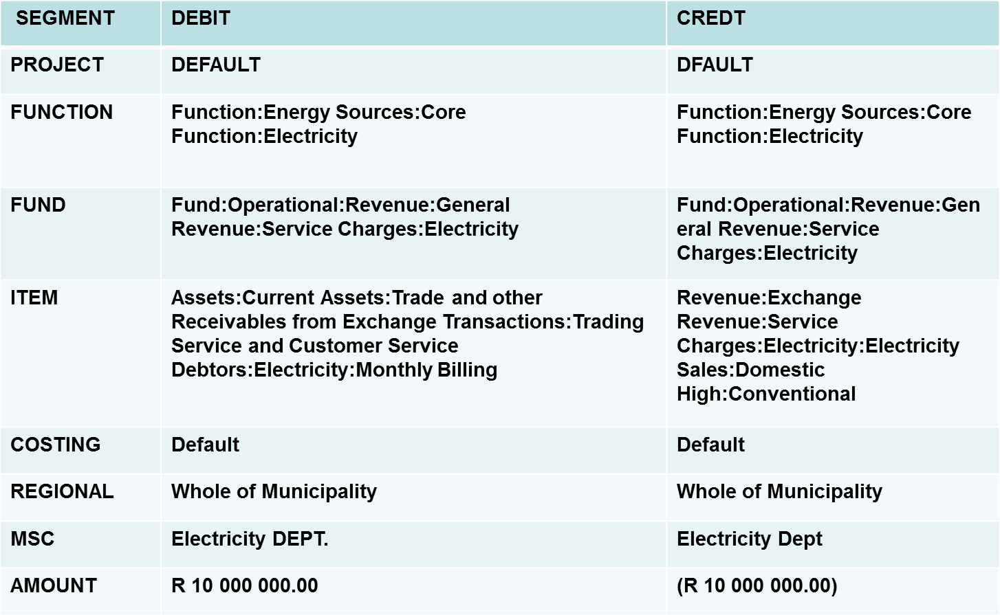 SEGMENT DEBIT CREDT
PROJECT DEFAULT DFAULT
FUNCTION Function:Energy Sources:Core Function:Energy Sources:Core
Function:Electricity Function:Electricity
FUND Fund:Operational:Revenue:General Fund:Operational:Revenue:Gen
Revenue:Service Charges:Electricity eral Revenue:Service
Charges:Electricity
ITEM Assets:Current Assets:Trade and other Revenue:Exchange
Receivables from Exchange Transactions:Trading Revenue:Service
Service and Customer Service Charges:Electricity:Electricity
Debtors:Electricity:Monthly Billing Sales:Domestic
High:Conventional
COSTING Default Default
REGIONAL Whole of Municipality Whole of Municipality
MSC Electricity DEPT. Electricity Dept
AMOUNT R 10 000 000.00 (R 10 000 000.00)